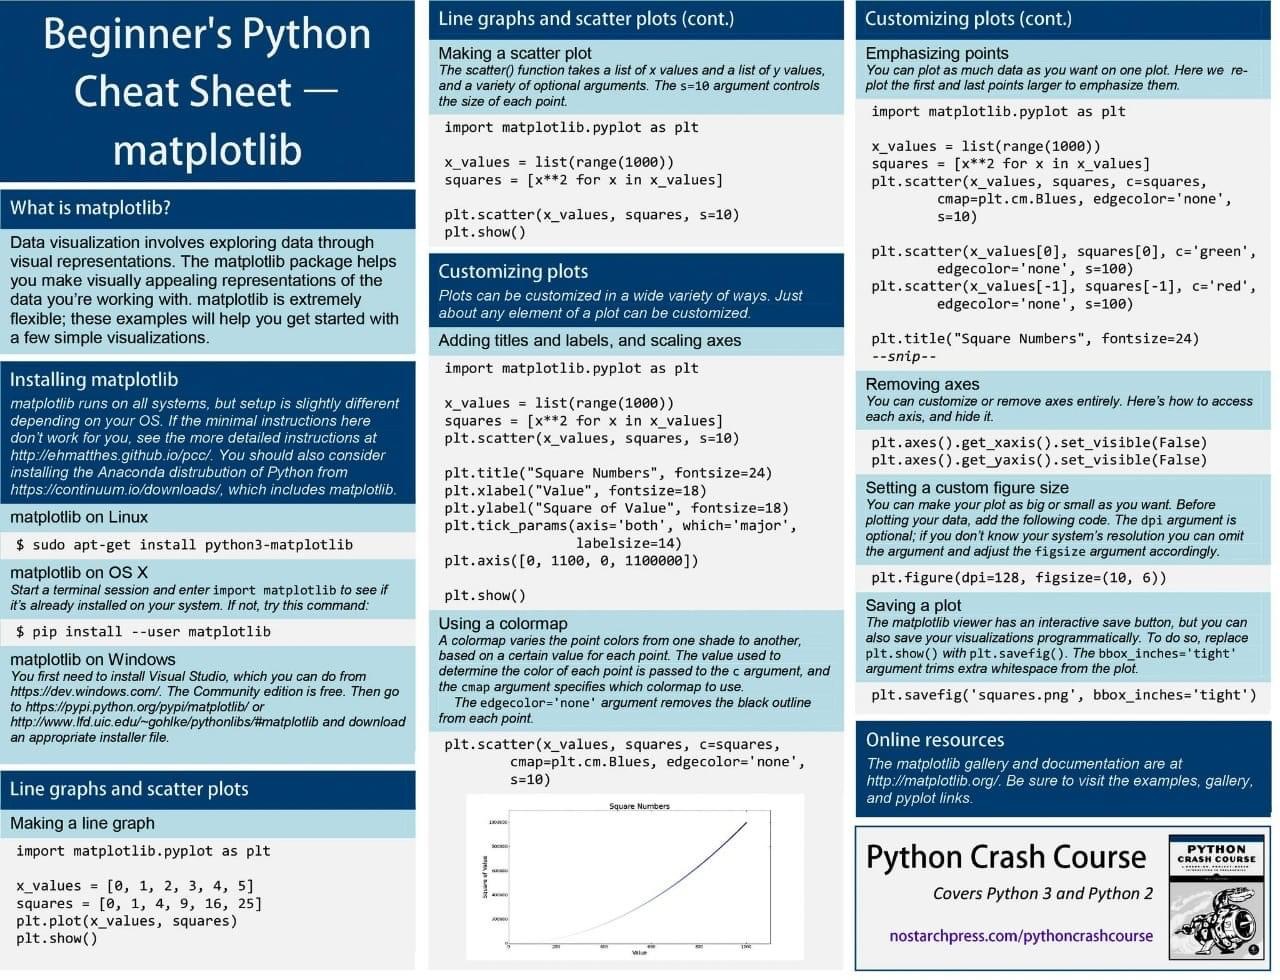 Beginner's Python
Cheat Sheet —
matplotlib
What is matplotlib?
Data visualization involves exploring data through
visual representations. The matplotlib package helps
you make visually appealing representations of the
data you're working with. matplotlib is extremely
flexible; these examples will help you get started with
a few simple visualizations.
Installing matplotlib
matplotlib runs on all systems, but setup is slightly different
depending on your OS. If the minimal instructions here
don't work for you, see the more detailed instructions at
http://ehmatthes.github.io/pcc/. You should also consider
installing the Anaconda distrubution of Python from
https://continuum.io/downloads/, which includes matplotlib.
matplotlib on Linux
$ sudo apt-get install python3-matplotlib
matplotlib on OS X
Start a terminal session and enter import matplotlib to see if
it's already installed on your system. If not, try this command:
$ pip install --user matplotlib
matplotlib on Windows
You first need to install Visual Studio, which you can do from
https://dev.windows.com/. The Community edition is free. Then go
to https://pypi.python.org/pypi/matplotlib/ or
http://www.lfd.uic.edu/~gohlke/pythonlibs/#matplotlib and download
an appropriate installer file.
Line graphs and scatter plots
Making a line graph
import matplotlib.pyplot as plt
x_values = [0, 1, 2, 3, 4, 5]
squares = [0, 1, 4, 9, 16, 25]
plt.plot(x_values, squares)
plt.show()
Line graphs and scatter plots (cont.)
Making a scatter plot
The scatter() function takes a list of x values and a list of y values,
and a variety of optional arguments. The s=10 argument controls
the size of each point.
import matplotlib.pyplot as plt
x_values = list(range(1000))
squares = [x**2 for x in x_values]
plt.scatter(x_values, squares, s=10)
plt.show()
Customizing plots
Plots can be customized in a wide variety of ways. Just
about any element of a plot can be customized.
Adding titles and labels, and scaling axes
import matplotlib.pyplot as plt
x_values = list(range(1000))
squares = [x**2 for x in x_values]
plt.scatter(x_values, squares, s=10)
plt.title("Square Numbers", fontsize=24)
plt.xlabel("Value", fontsize=18)
plt.ylabel("Square of Value", fontsize=18)
plt.tick_params(axis='both', which='major',
labelsize=14)
plt.axis([0, 1100, 0, 1100000])
plt.show()
Using a colormap
A colormap varies the point colors from one shade to another,
based on a certain value for each point. The value used to
determine the color of each point is passed to the c argument, and
the cmap argument specifies which colormap to use.
The edgecolor='none' argument removes the black outline
from each point.
plt.scatter(x_values, squares, c=squares,
cmap=plt.cm.Blues, edgecolor='none',
s=10)
Square Numbers
1000000
800000
600000
400000
200000
0
Square of Value
0 200 400 600 800 1000
Value
Customizing plots (cont.)
Emphasizing points
You can plot as much data as you want on one plot. Here we re-
plot the first and last points larger to emphasize them.
import matplotlib.pyplot as plt
x_values = list(range(1000))
squares = [x**2 for x in x_values]
plt.scatter(x_values, squares, c=squares,
cmap=plt.cm.Blues, edgecolor='none',
s=10)
plt.scatter(x_values[0], squares[0], c='green',
edgecolor='none', s=100)
plt.scatter(x_values[-1], squares[-1], c='red',
edgecolor='none', s=100)
plt.title("Square Numbers", fontsize=24)
--snip--
Removing axes
You can customize or remove axes entirely. Here's how to access
each axis, and hide it.
plt.axes().get_xaxis().set_visible(False)
plt.axes().get_yaxis().set_visible(False)
Setting a custom figure size
You can make your plot as big or small as you want. Before
plotting your data, add the following code. The dpi argument is
optional; if you don't know your system's resolution you can omit
the argument and adjust the figsize argument accordingly.
plt.figure(dpi=128, figsize=(10, 6))
Saving a plot
The matplotlib viewer has an interactive save button, but you can
also save your visualizations programmatically. To do so, replace
plt.show() with plt.savefig(). The bbox_inches='tight'
argument trims extra whitespace from the plot.
plt.savefig('squares.png', bbox_inches='tight')
Online resources
The matplotlib gallery and documentation are at
http://matplotlib.org/. Be sure to visit the examples, gallery,
and pyplot links.
Python Crash Course
Covers Python 3 and Python 2
nostarchpress.com/pythoncrashcourse
PYTHON
CRASH COURSE